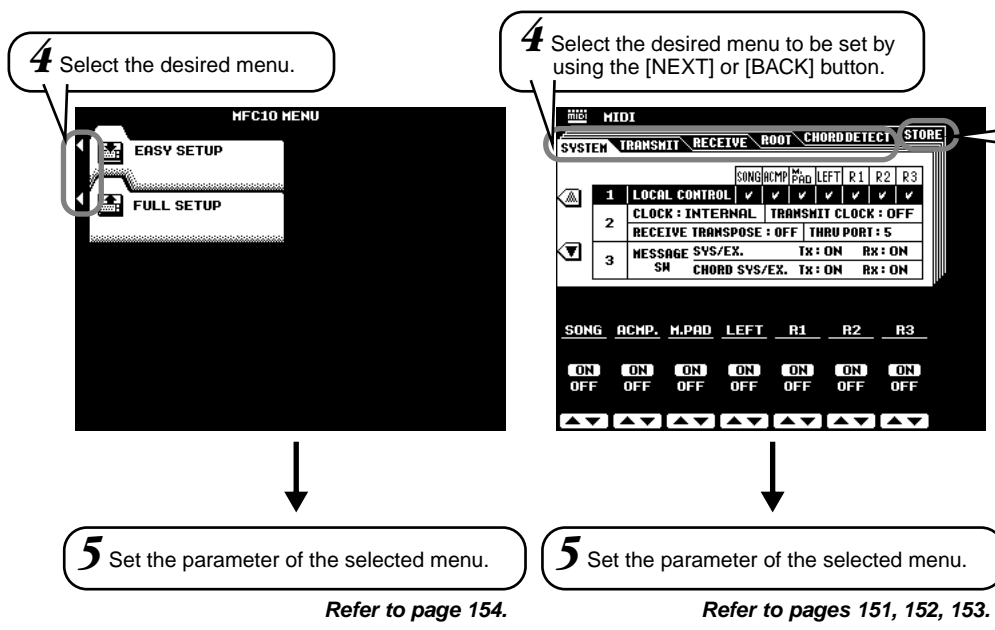 4 Select the desired menu.
MFC10 MENU
EASY SETUP
FULL SETUP
5 Set the parameter of the selected menu.
Refer to page 154.
4 Select the desired menu to be set by
using the [NEXT] or [BACK] button.
MIDI MIDI
SYSTEM TRANSMIT RECEIVE ROOT CHORD DETECT STORE
SONG ACMP M.PAD LEFT R1 R2 R3
1 LOCAL CONTROL ✔ ✔ ✔ ✔ ✔ ✔ ✔
2 CLOCK : INTERNAL TRANSMIT CLOCK : OFF
RECEIVE TRANSPOSE : OFF THRU PORT : 5
3 MESSAGE SW SYS/EX. Tx : ON Rx : ON
CHORD SYS/EX. Tx : ON Rx : ON
SONG ACMP. M.PAD LEFT R1 R2 R3
ON ON ON ON ON ON ON
OFF OFF OFF OFF OFF OFF OFF
5 Set the parameter of the selected menu.
Refer to pages 151, 152, 153.